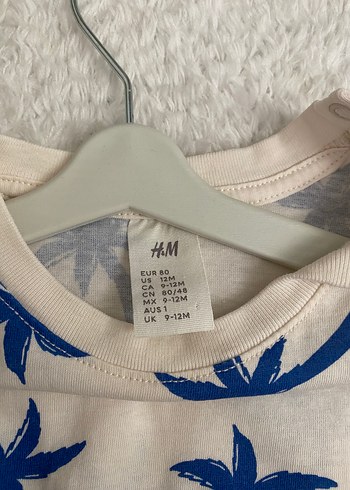 H&M
EUR 80
US 12M
CA 9-12M
CN 80/48
MX 9-12M
AUS 1
UK 9-12M